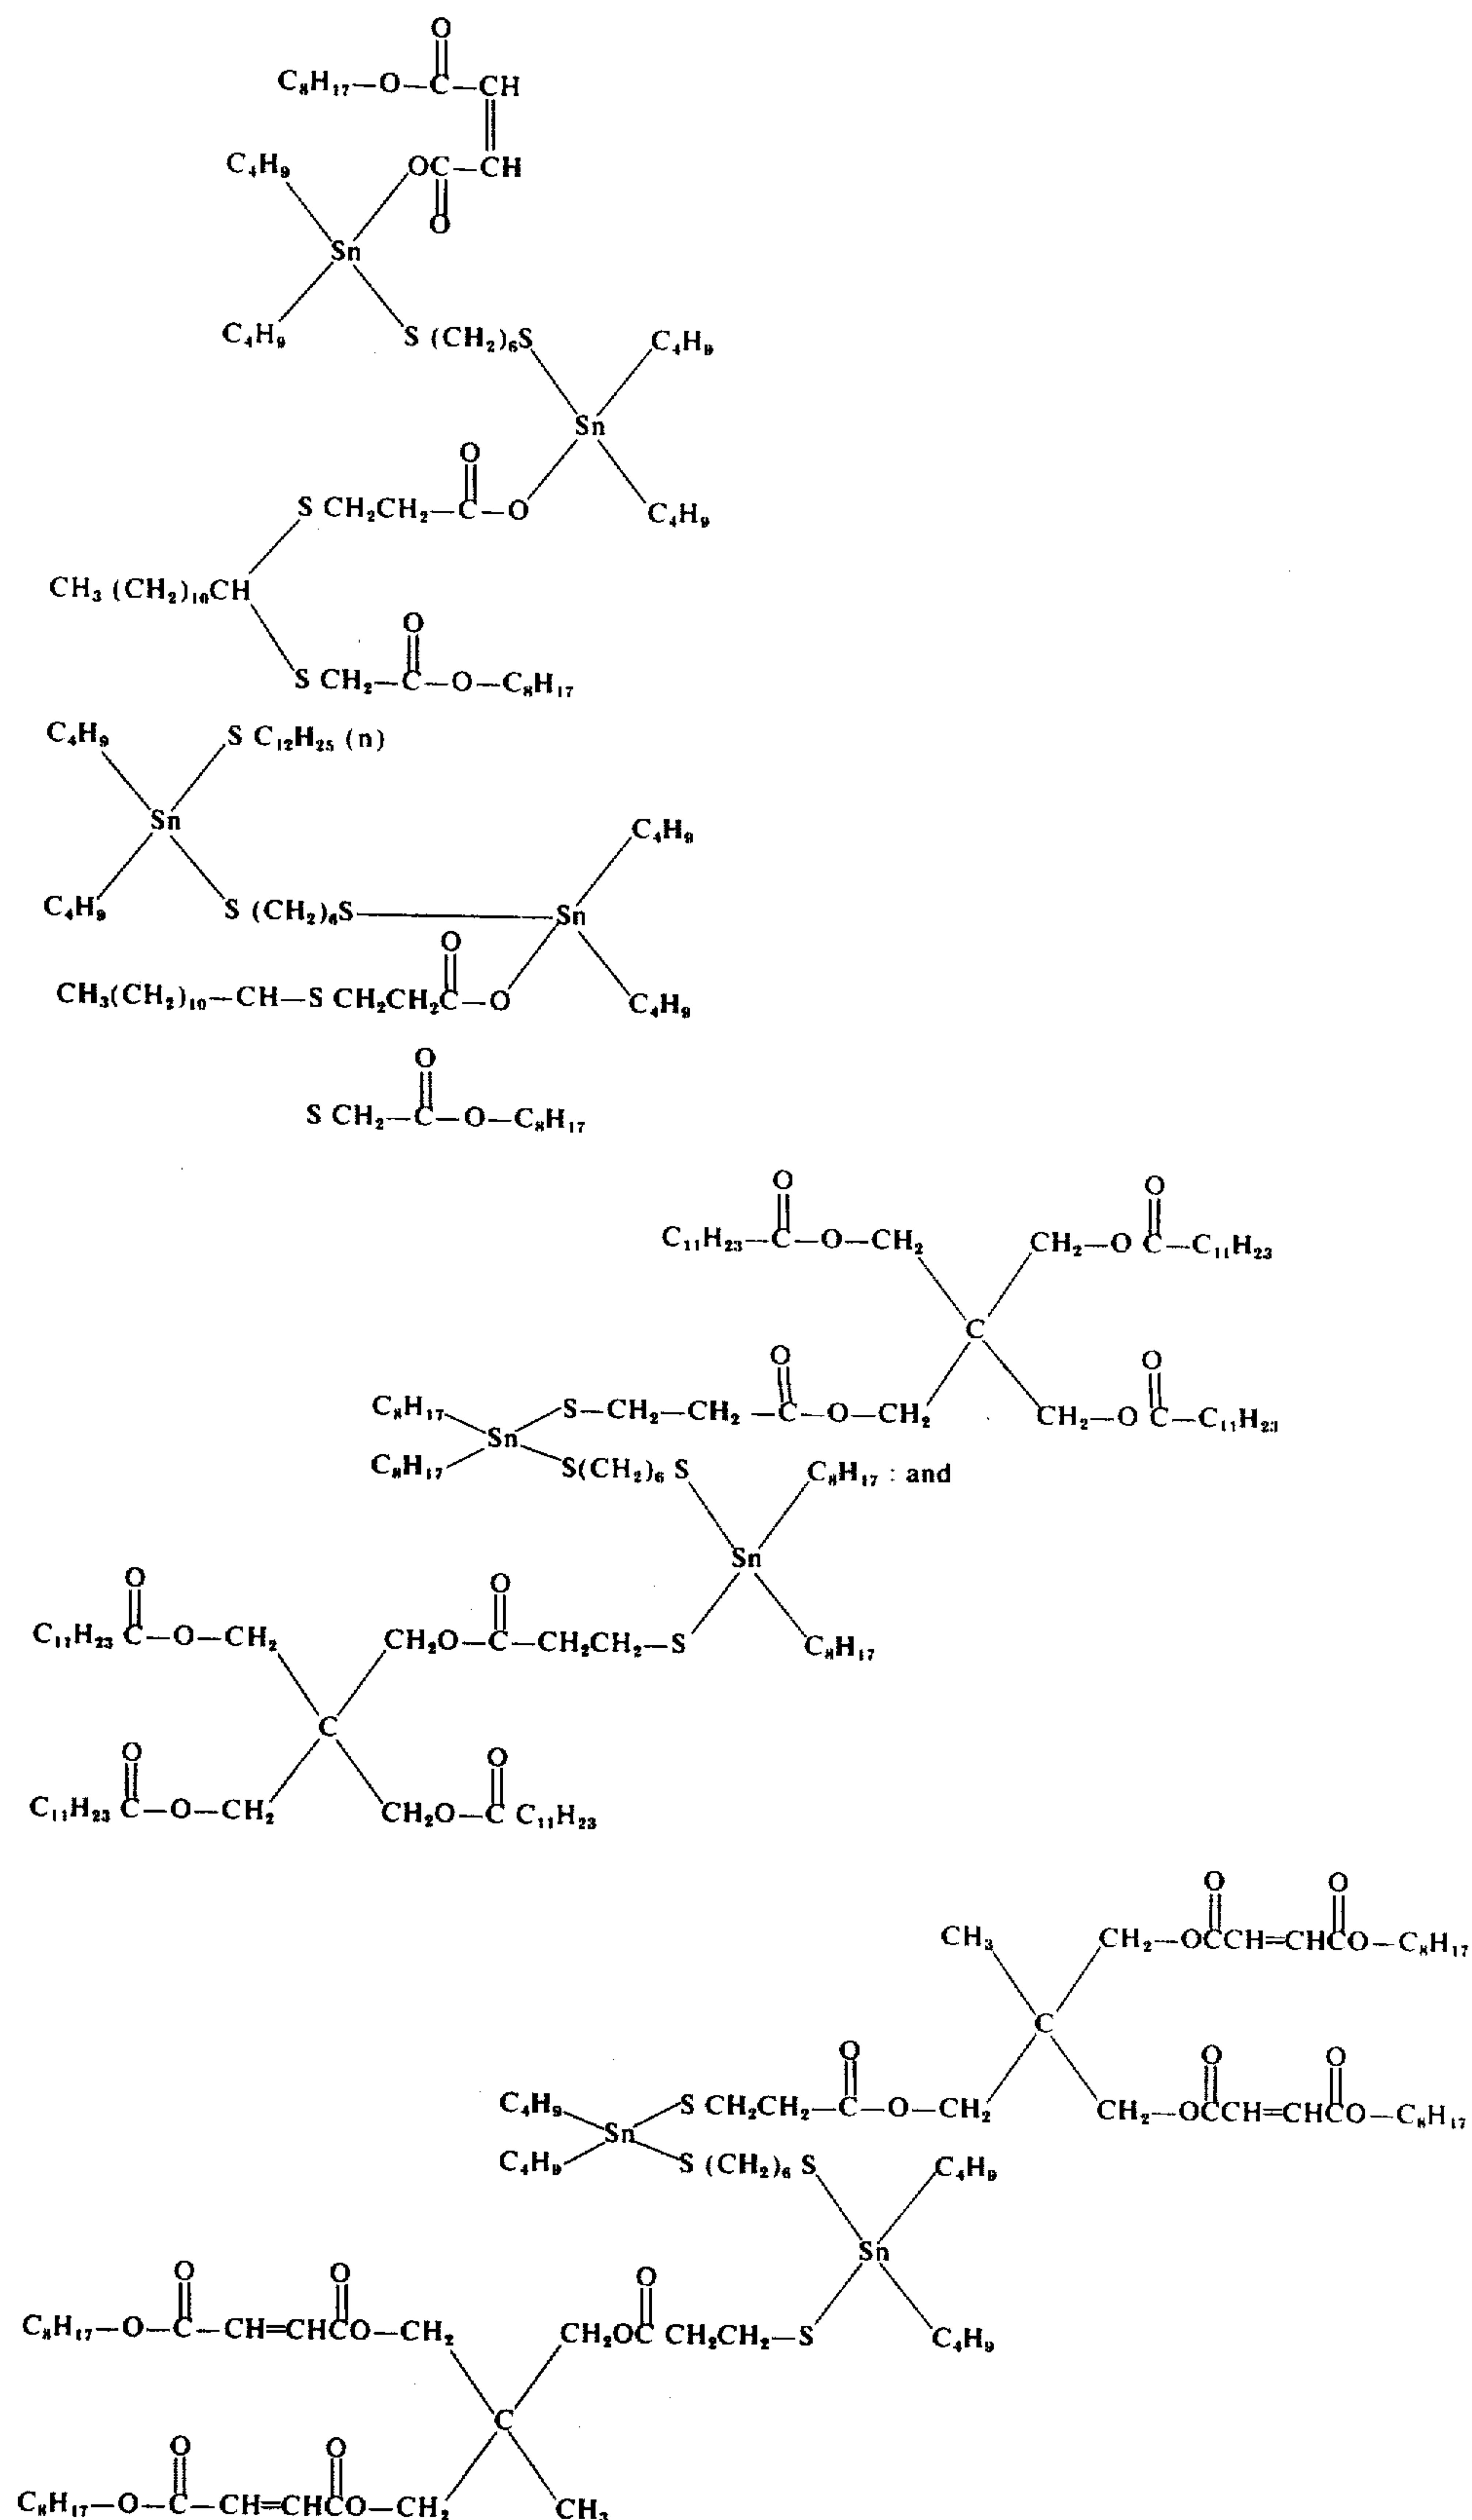 O
C₈H₁₇—O—C—CH
C₄H₉ OC—CH
O
Sn
C₄H₉ S (CH₂)₆S C₄H₉
Sn
O
S CH₂CH₂—C—O C₄H₉
CH₃ (CH₂)₁₀CH
O
S CH₂—C—O—C₈H₁₇
C₄H₉ S C₁₂H₂₅ (n)
Sn C₄H₉
C₄H₉ S (CH₂)₆S Sn
O
CH₃(CH₂)₁₀—CH—S CH₂CH₂C—O C₄H₉
O
S CH₂—C—O—C₈H₁₇
O O
C₁₁H₂₃—C—O—CH₂ CH₂—O C—C₁₁H₂₃
C
O O
C₈H₁₇ S—CH₂—CH₂—C—O—CH₂ CH₂—O C—C₁₁H₂₃
Sn
C₈H₁₇ S(CH₂)₆ S C₈H₁₇ : and
Sn
O O
C₁₁H₂₃ C—O—CH₂ CH₂O—C—CH₂CH₂—S C₈H₁₇
C
O O
C₁₁H₂₃ C—O—CH₂ CH₂O—C C₁₁H₂₃
O O
CH₃ CH₂—OCCH=CHCO—C₈H₁₇
C
O O O
C₄H₉ S CH₂CH₂—C—O—CH₂ CH₂—OCCH=CHCO—C₈H₁₇
Sn
C₄H₉ S (CH₂)₆ S C₄H₉
Sn
O O O
C₈H₁₇—O—C—CH=CHCO—CH₂ CH₂OC CH₂CH₂—S C₄H₉
C
O O
C₈H₁₇—O—C—CH=CHCO—CH₂ CH₃